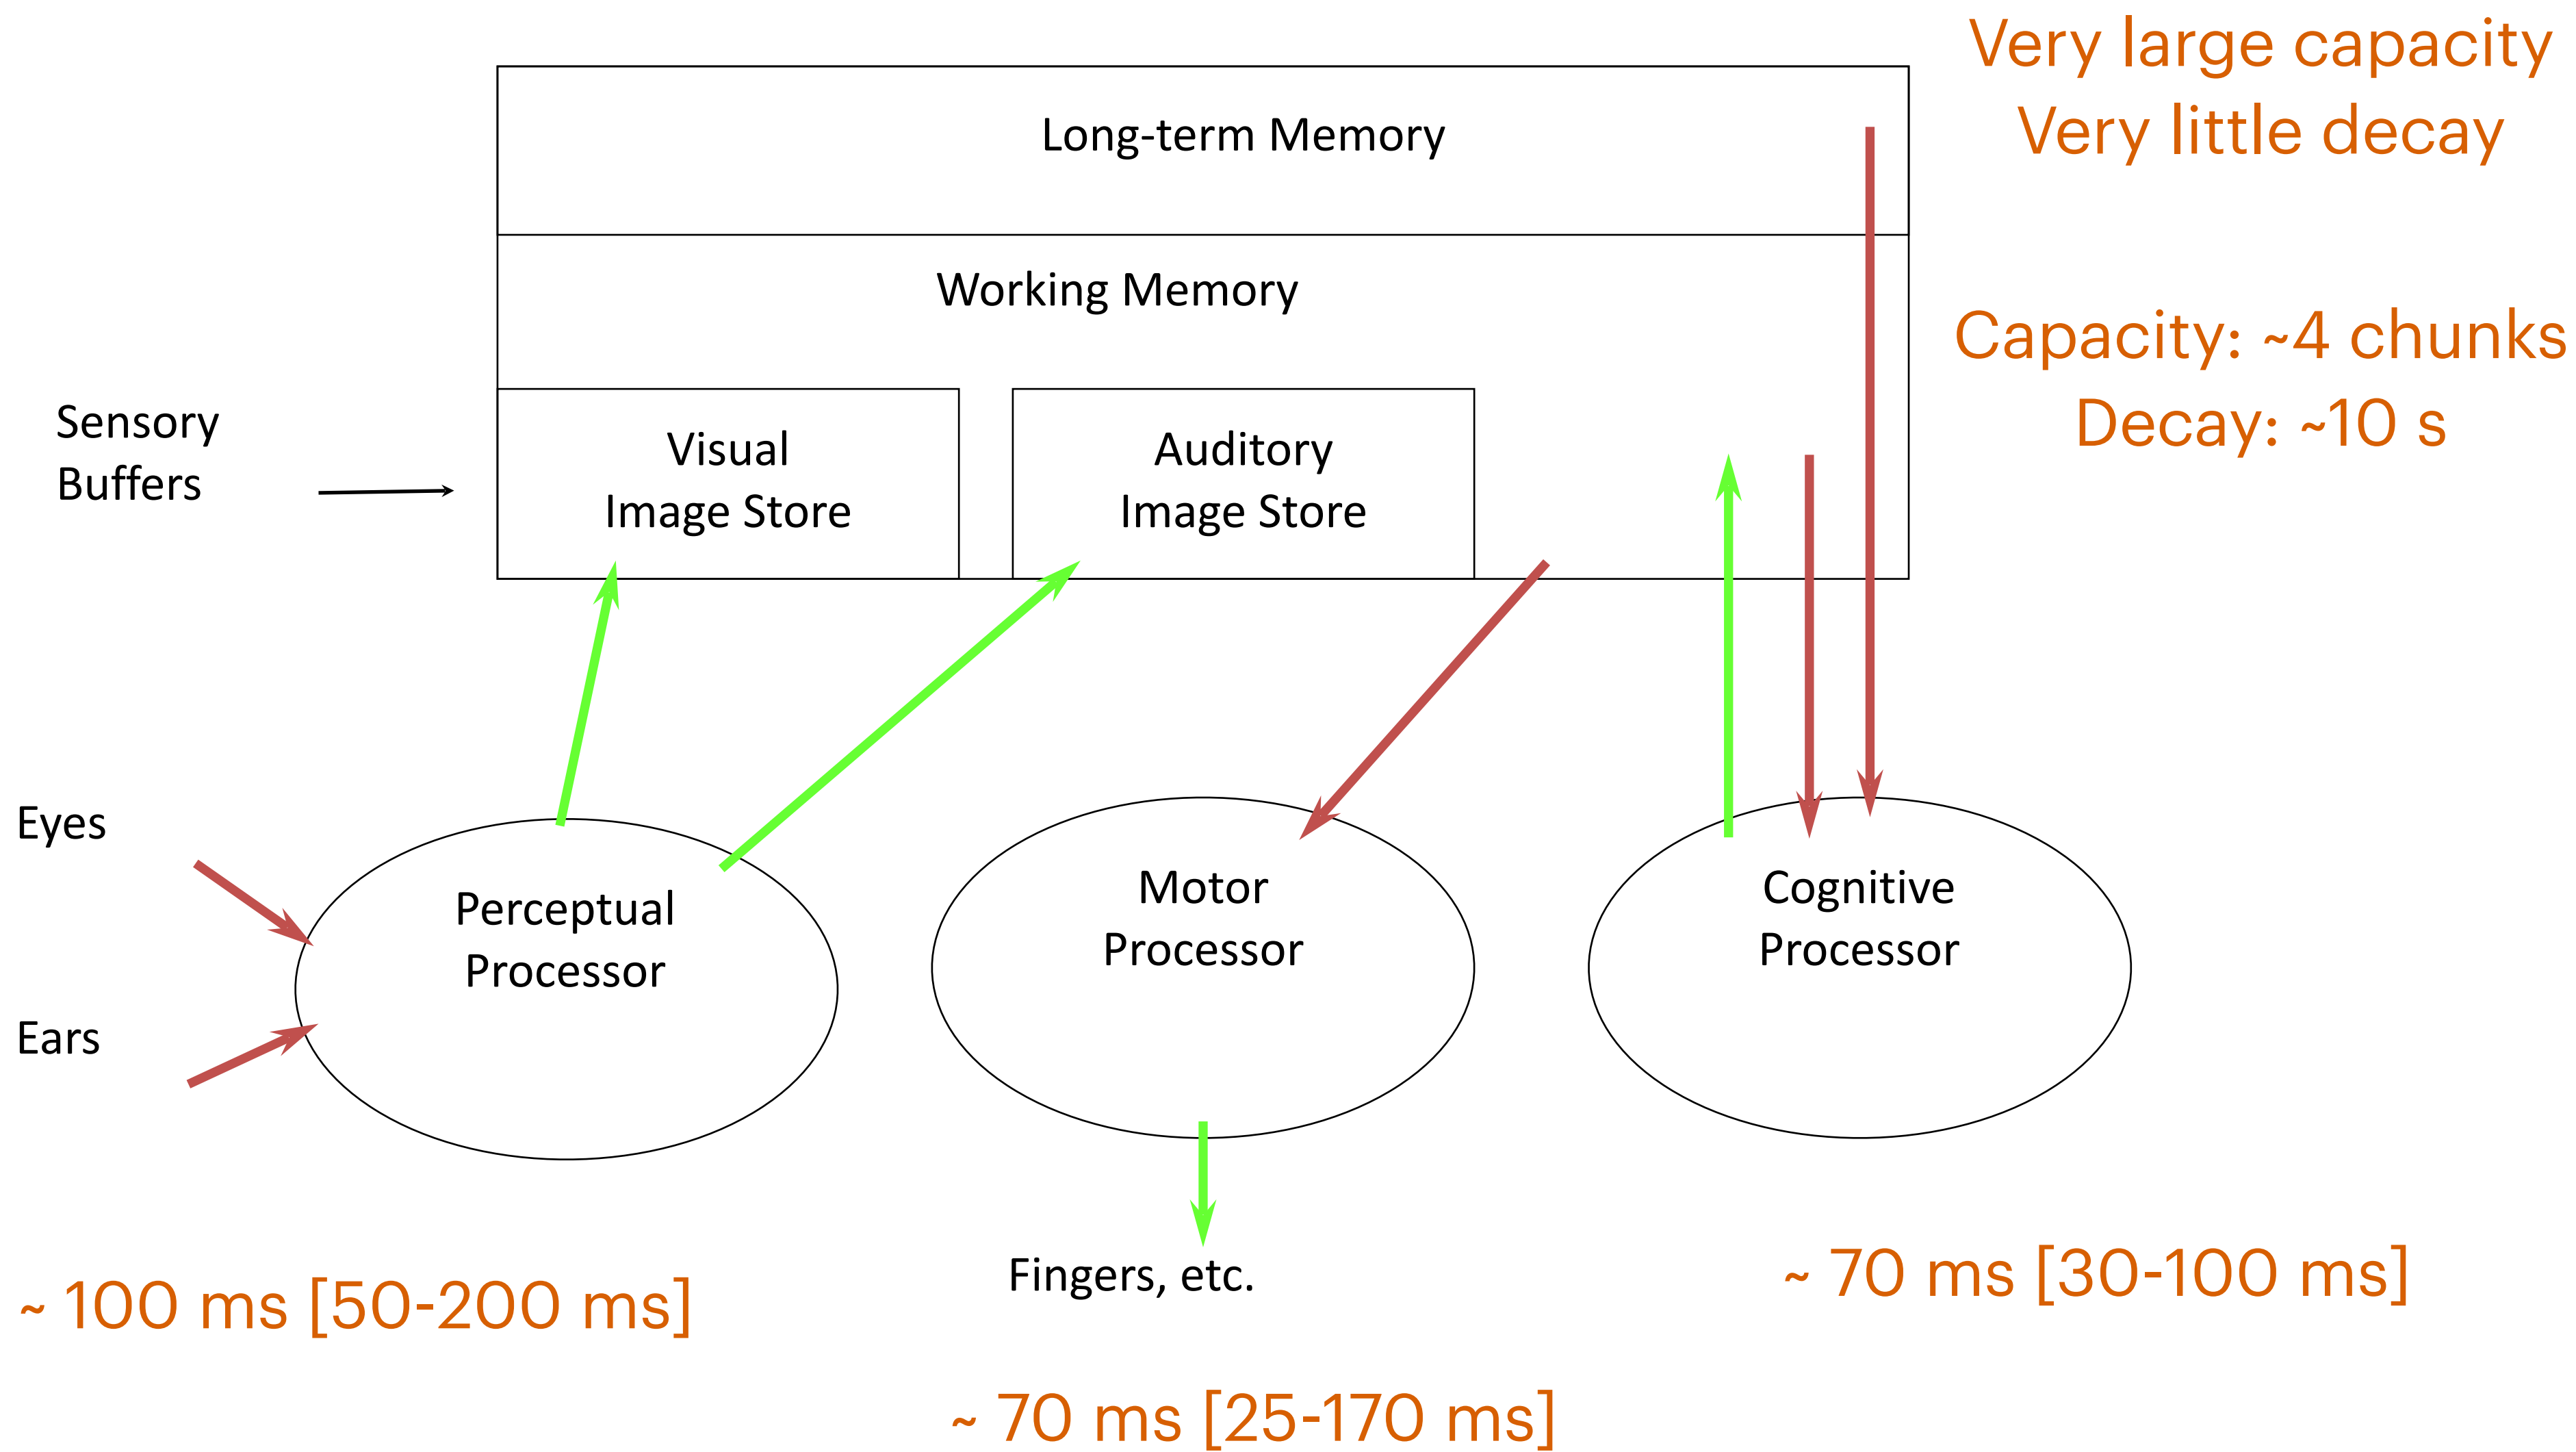 Very large capacity
Very little decay
Long-term Memory
Working Memory
Capacity: ~4 chunks
Decay: ~10 s
Sensory
Buffers
Visual
Image Store
Auditory
Image Store
Eyes
Ears
Perceptual
Processor
Motor
Processor
Cognitive
Processor
Fingers, etc.
~ 100 ms [50-200 ms]
~ 70 ms [30-100 ms]
~ 70 ms [25-170 ms]